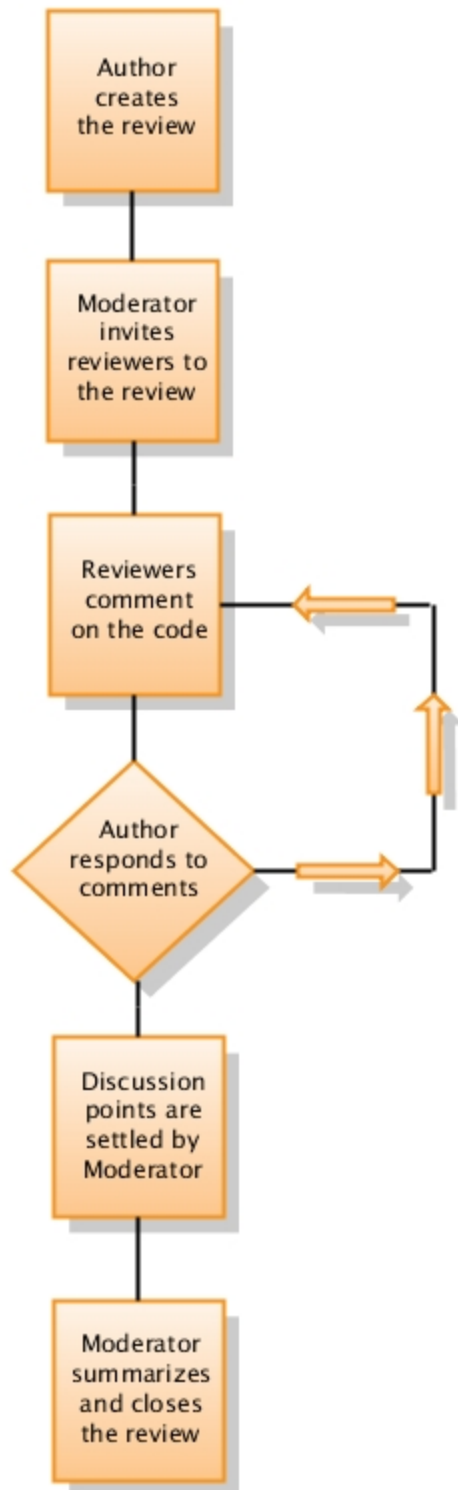 Author
creates
the review
Moderator
invites
reviewers to
the review
Reviewers
comment
on the code
Author
responds to
comments
Discussion
points are
settled by
Moderator
Moderator
summarizes
and closes
the review